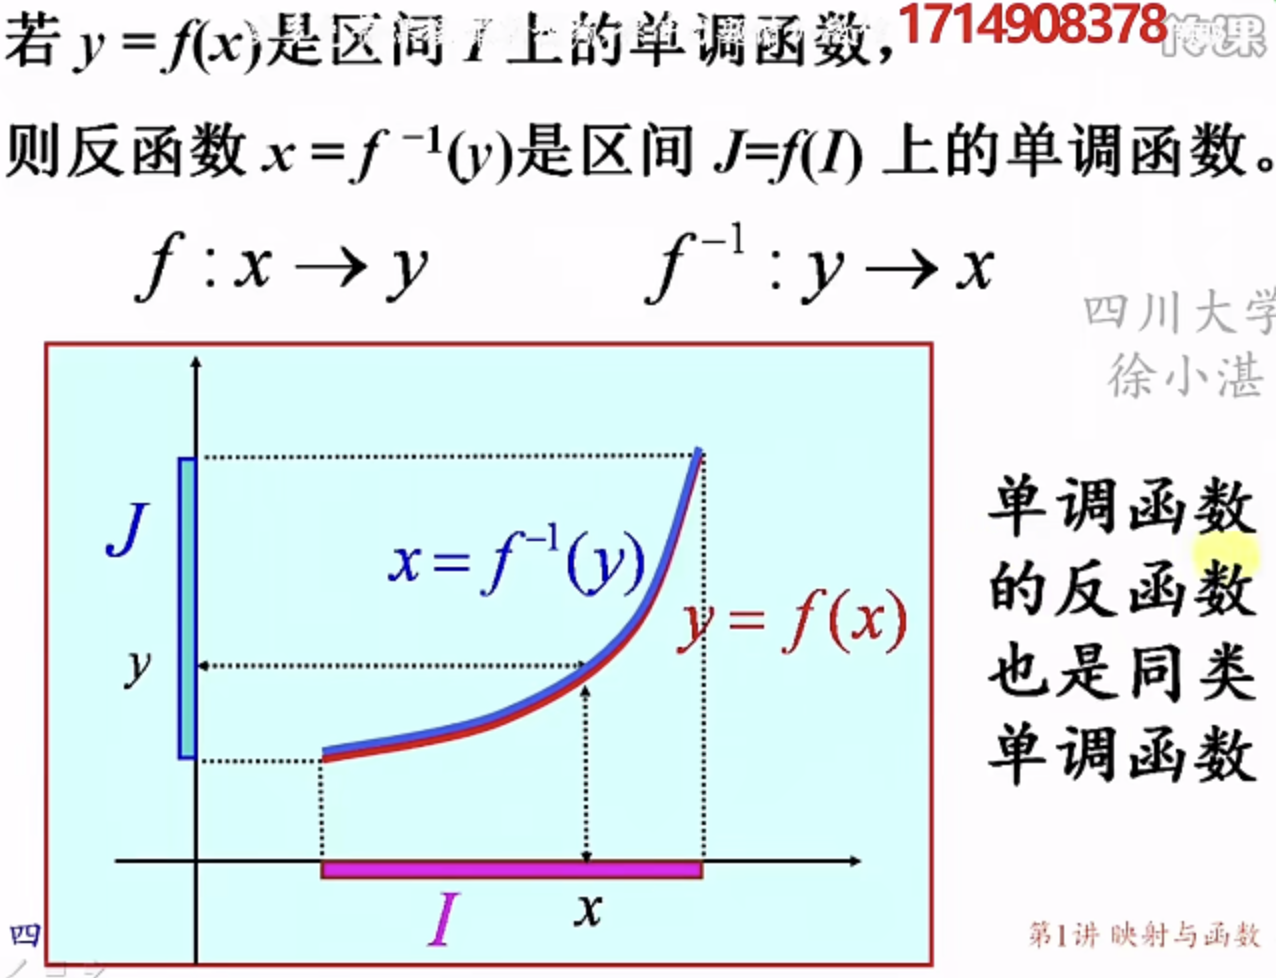 若 y = f(x)是区间 I 上的单调函数，
1714908378
则反函数 x = f ⁻¹(y)是区间 J=f(I) 上的单调函数。
f : x → y
f⁻¹ : y → x
四川大学
徐小湛
J
x = f⁻¹(y)
y = f(x)
y
I
x
单调函数
的反函数
也是同类
单调函数
四
第1讲 映射与函数